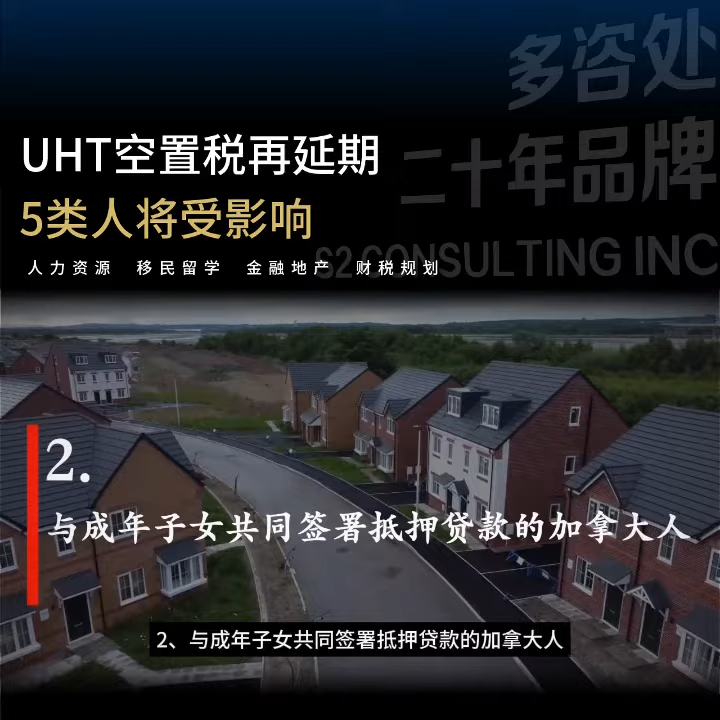 多咨处
二十年品牌
S2 CONSULTING INC
UHT空置税再延期
5类人将受影响
人力资源 移民留学 金融地产 财税规划
2.
与成年子女共同签署抵押贷款的加拿大人
2、与成年子女共同签署抵押贷款的加拿大人